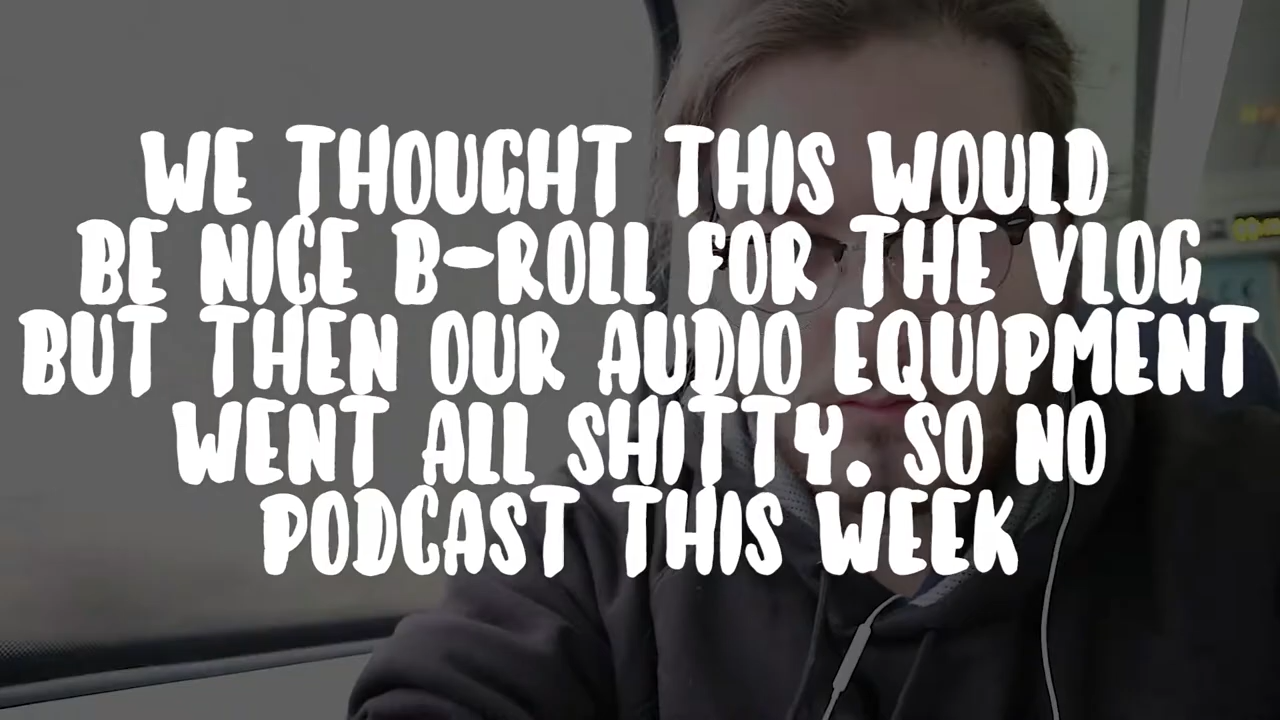 WE THOUGHT THIS WOULD
BE NICE B-ROLL FOR THE VLOG
BUT THEN OUR AUDIO EQUIPMENT
WENT ALL SHITTY. SO NO
PODCAST THIS WEEK